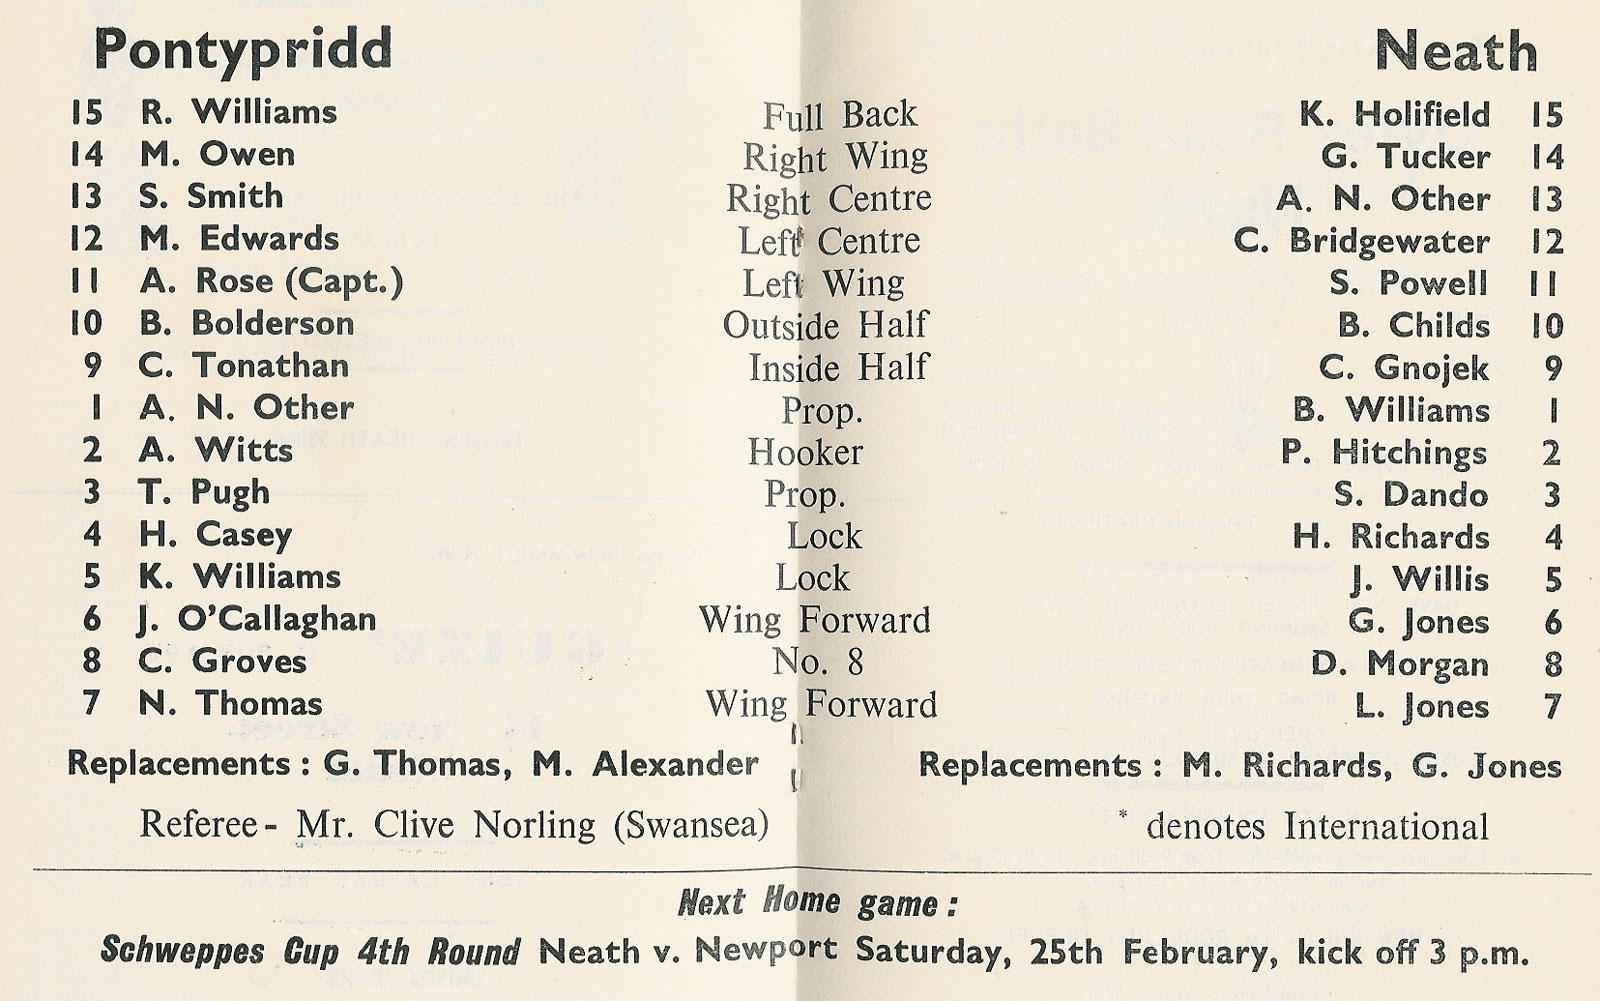 Pontypridd Neath
15 R. Williams Full Back K. Holifield 15
14 M. Owen Right Wing G. Tucker 14
13 S. Smith Right Centre A. N. Other 13
12 M. Edwards Left Centre C. Bridgewater 12
11 A. Rose (Capt.) Left Wing S. Powell 11
10 B. Bolderson Outside Half B. Childs 10
9 C. Tonathan Inside Half C. Gnojek 9
1 A. N. Other Prop. B. Williams 1
2 A. Witts Hooker P. Hitchings 2
3 T. Pugh Prop. S. Dando 3
4 H. Casey Lock H. Richards 4
5 K. Williams Lock J. Willis 5
6 J. O'Callaghan Wing Forward G. Jones 6
8 C. Groves No. 8 D. Morgan 8
7 N. Thomas Wing Forward L. Jones 7
Replacements : G. Thomas, M. Alexander Replacements : M. Richards, G. Jones
Referee - Mr. Clive Norling (Swansea) * denotes International
Next Home game :
Schweppes Cup 4th Round Neath v. Newport Saturday, 25th February, kick off 3 p.m.